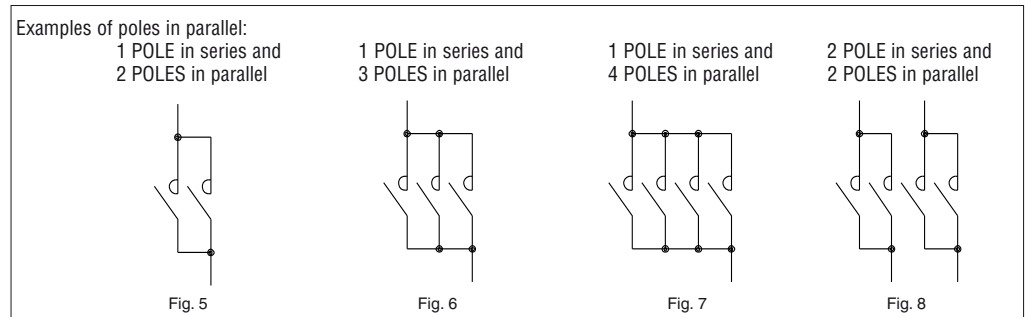 Examples of poles in parallel:
1 POLE in series and
2 POLES in parallel
1 POLE in series and
3 POLES in parallel
1 POLE in series and
4 POLES in parallel
2 POLE in series and
2 POLES in parallel
Fig. 5
Fig. 6
Fig. 7
Fig. 8